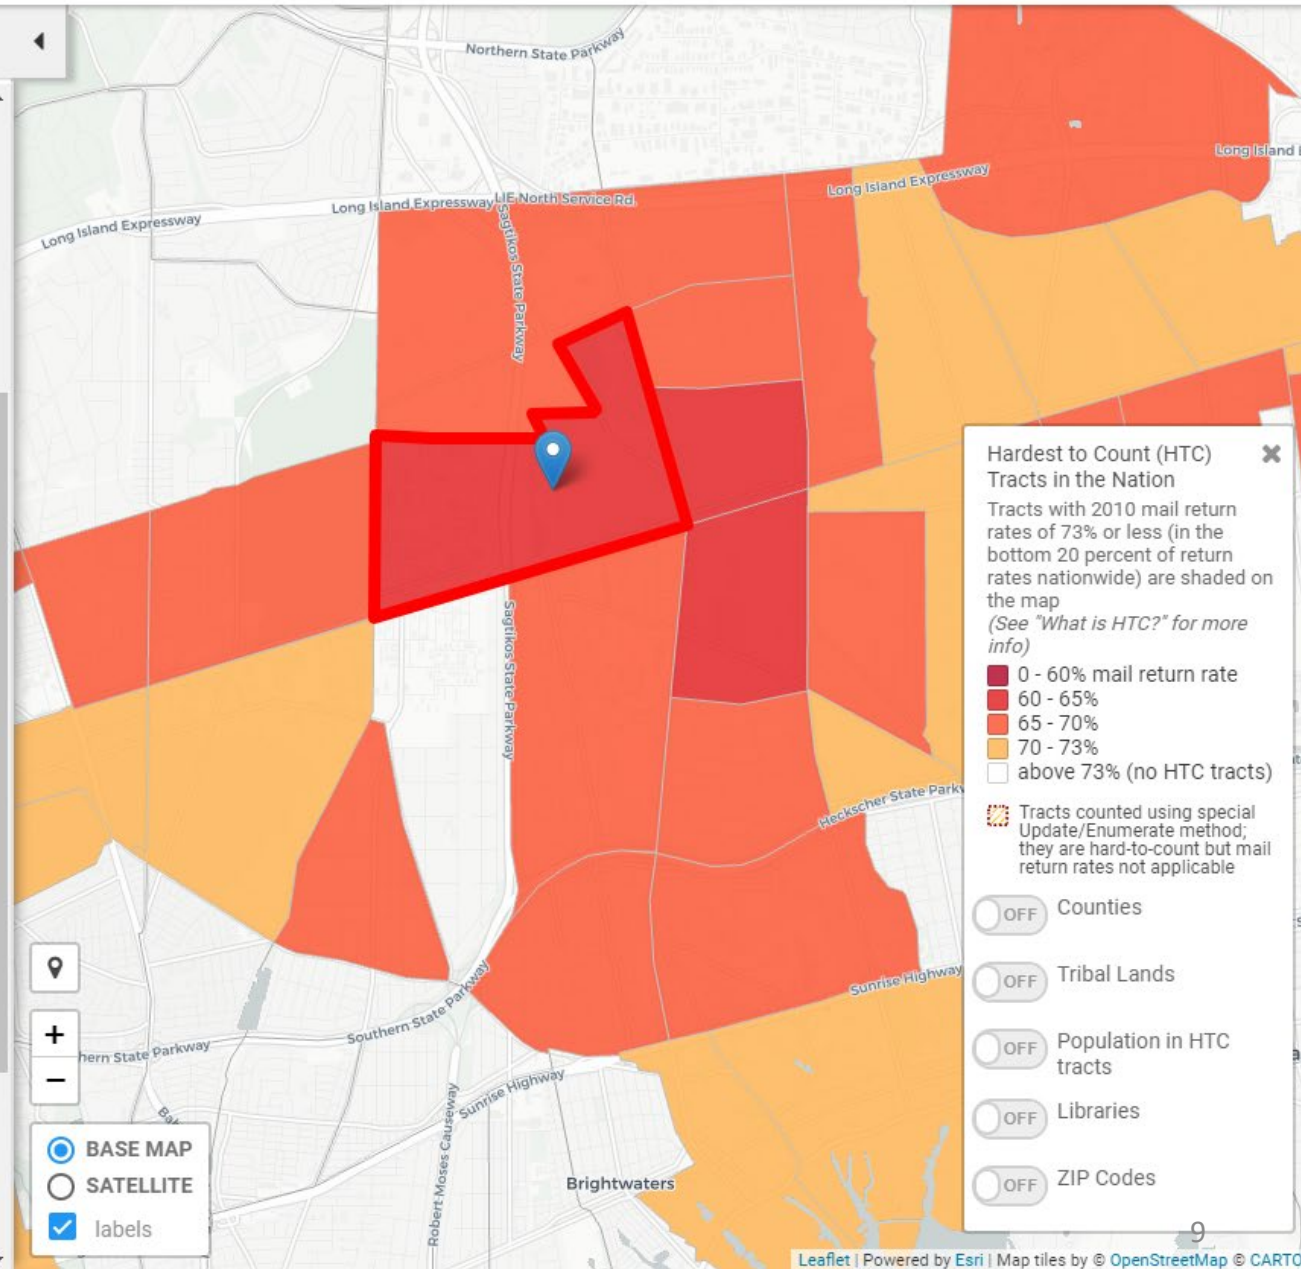 Northern State Parkway
Long Island
Long Island Expressway
Long Island Expressway
LIE North Service Rd.
Long Island Expressway
Sagtikos State Parkway
Hardest to Count (HTC)
Tracts in the Nation
Tracts with 2010 mail return
rates of 73% or less (in the
bottom 20 percent of return
rates nationwide) are shaded on
the map
(See "What is HTC?" for more
info)
0 - 60% mail return rate
60 - 65%
65 - 70%
70 - 73%
above 73% (no HTC tracts)
Tracts counted using special
Update/Enumerate method;
they are hard-to-count but mail
return rates not applicable
OFF Counties
OFF Tribal Lands
OFF Population in HTC
tracts
OFF Libraries
OFF ZIP Codes
Sagtikos State Parkway
Heckscher State Parkw
Sunrise Highway
Southern State Parkway
hern State Parkway
Sunrise Highway
Robert Moses Causeway
Brightwaters
+
−
BASE MAP
SATELLITE
labels
9
Leaflet | Powered by Esri | Map tiles by © OpenStreetMap © CARTO